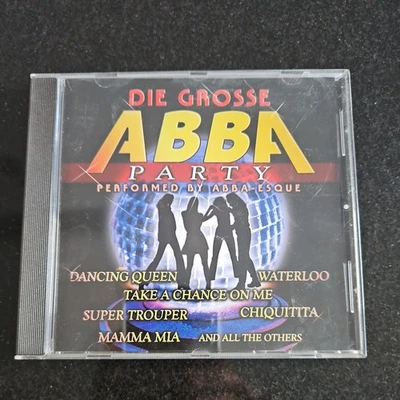 DIE GROSSE
ABBA
PARTY
PERFORMED BY ABBA-ESQUE
DANCING QUEEN WATERLOO
TAKE A CHANCE ON ME
SUPER TROUPER CHIQUITITA
MAMMA MIA AND ALL THE OTHERS